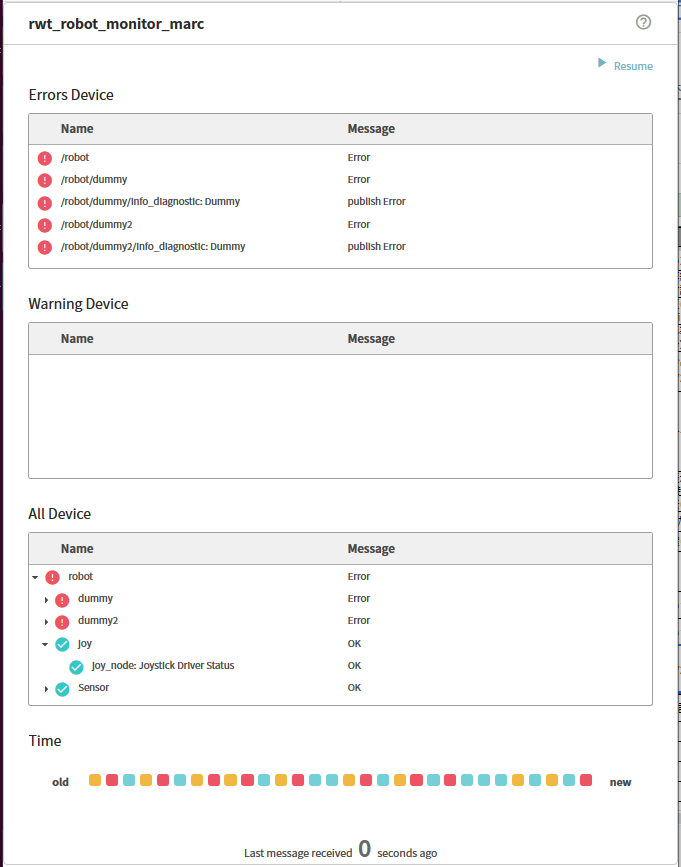 rwt_robot_monitor_marc
Resume
Errors Device
Name Message
/robot Error
/robot/dummy Error
/robot/dummy/info_diagnostic: Dummy publish Error
/robot/dummy2 Error
/robot/dummy2/info_diagnostic: Dummy publish Error
Warning Device
Name Message
All Device
Name Message
robot Error
dummy Error
dummy2 Error
joy OK
joy_node: Joystick Driver Status OK
Sensor OK
Time
old new
Last message received 0 seconds ago